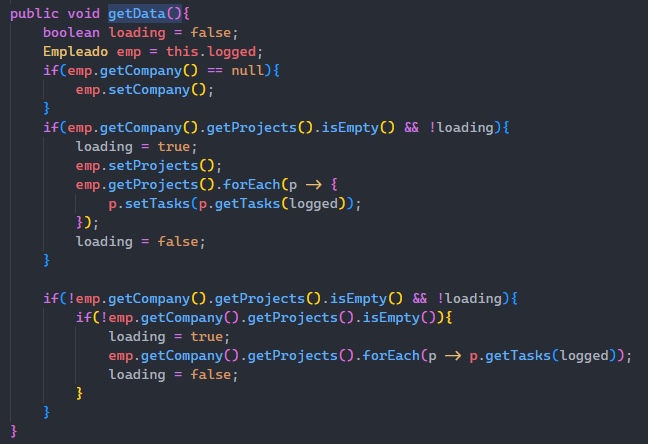 public void getData(){
    boolean loading = false;
    Empleado emp = this.logged;
    if(emp.getCompany() == null){
        emp.setCompany();
    }
    if(emp.getCompany().getProjects().isEmpty() && !loading){
        loading = true;
        emp.setProjects();
        emp.getProjects().forEach(p -> {
            p.setTasks(p.getTasks(logged));
        });
        loading = false;
    }

    if(!emp.getCompany().getProjects().isEmpty() && !loading){
        if(!emp.getCompany().getProjects().isEmpty()){
            loading = true;
            emp.getCompany().getProjects().forEach(p -> p.getTasks(logged));
            loading = false;
        }
    }
}